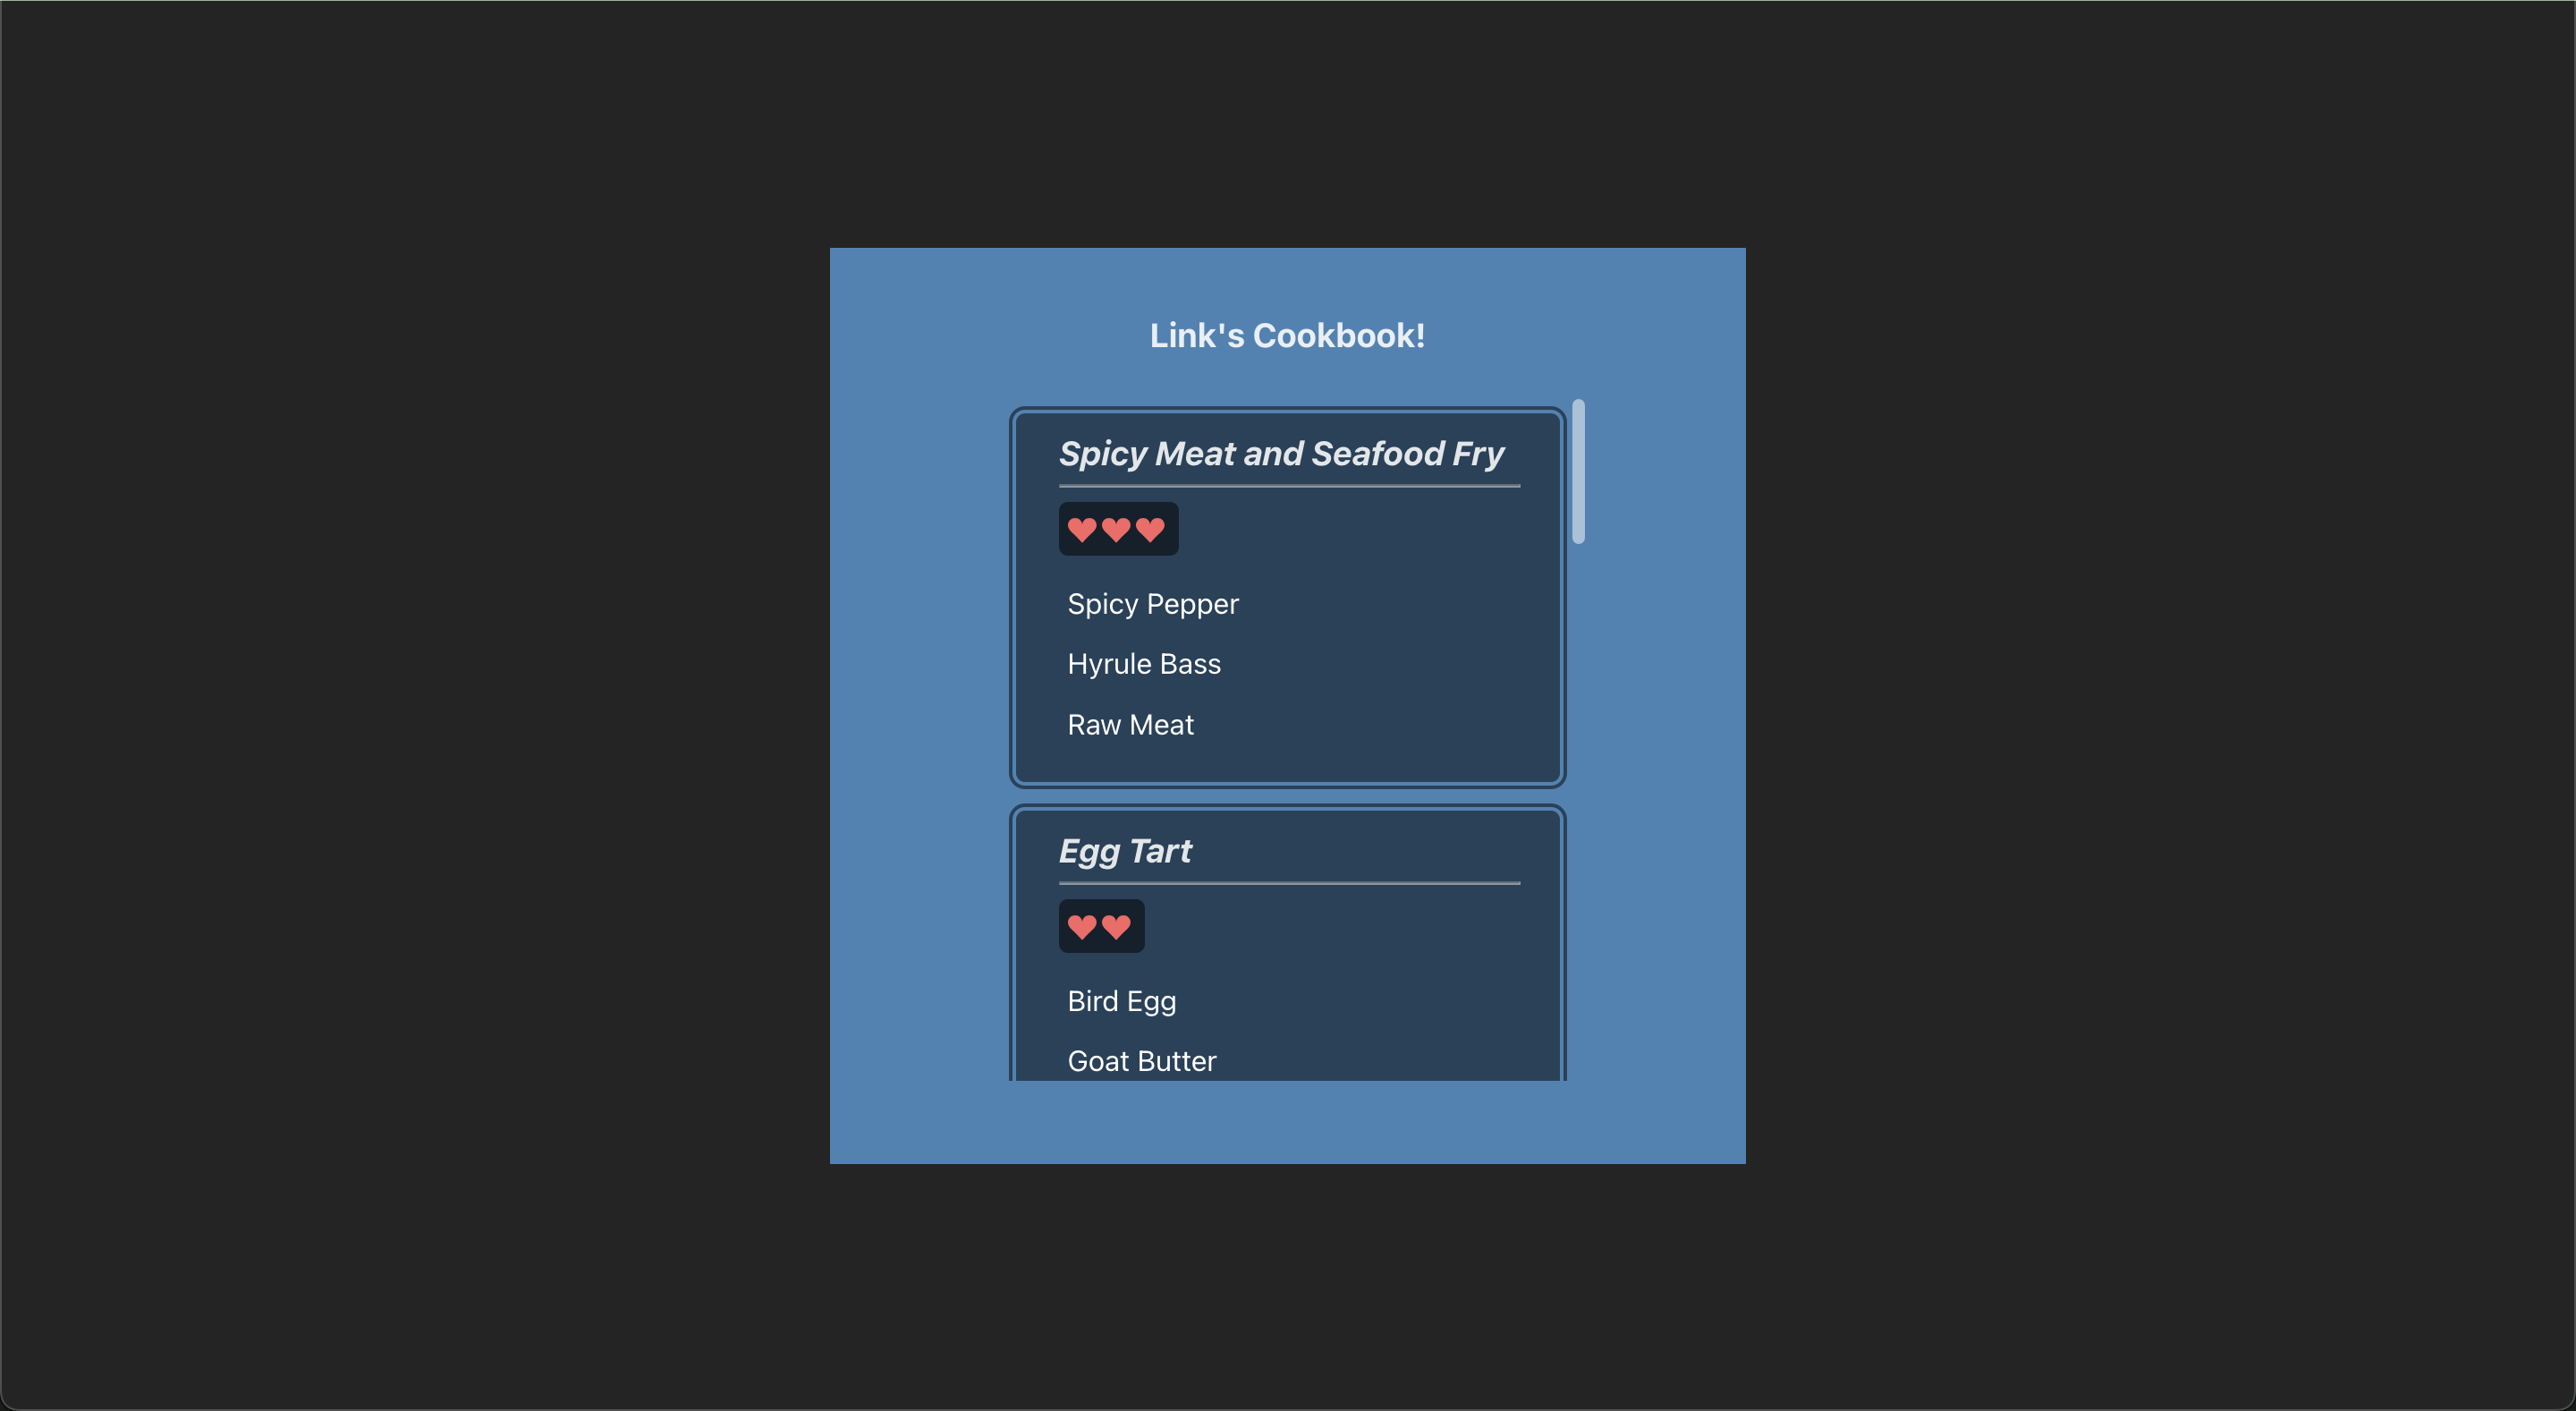 Link's Cookbook!
Spicy Meat and Seafood Fry
Spicy Pepper
Hyrule Bass
Raw Meat
Egg Tart
Bird Egg
Goat Butter